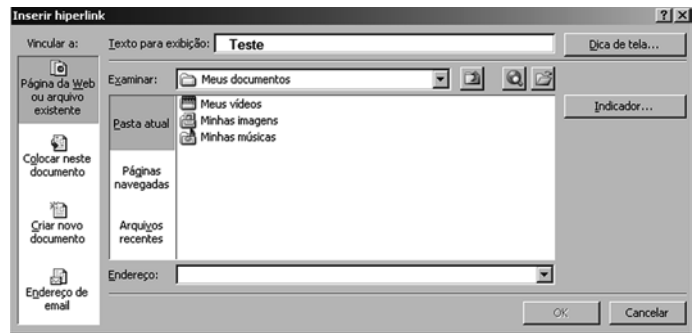 Inserir hiperlink
Vincular a:
Texto para exibição: Teste
Dica de tela...
Página da Web
ou arquivo
existente
Colocar neste
documento
Criar novo
documento
Endereço de
email
Examinar: Meus documentos
Pasta atual
Páginas
navegadas
Arquivos
recentes
Meus vídeos
Minhas imagens
Minhas músicas
Indicador...
Endereço:
OK
Cancelar